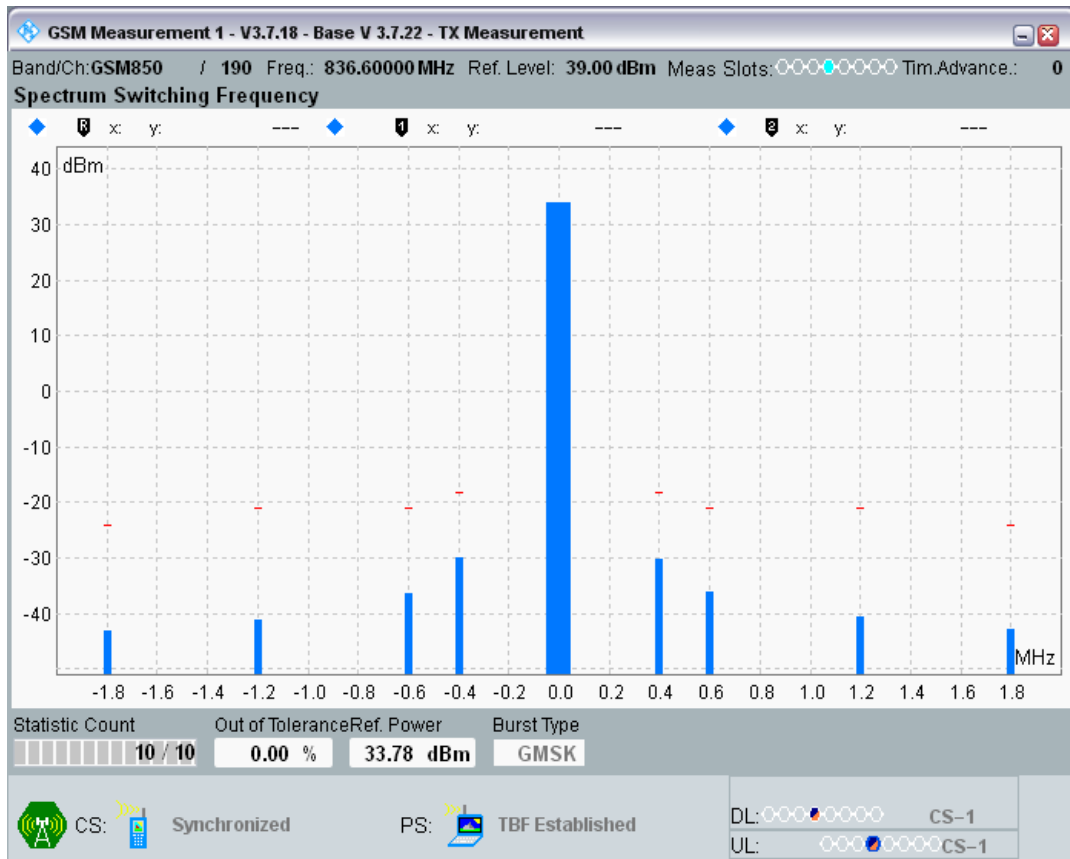 GSM Measurement 1 - V3.7.18 - Base V 3.7.22 - TX Measurement
Band/Ch:GSM850 / 190 Freq.: 836.60000 MHz Ref. Level: 39.00 dBm Meas Slots: Tim.Advance.: 0
Spectrum Switching Frequency
R x: y: --- 1 x: y: --- 2 x: y: ---
dBm
40
30
20
10
0
-10
-20
-30
-40
MHz
-1.8 -1.6 -1.4 -1.2 -1.0 -0.8 -0.6 -0.4 -0.2 0.0 0.2 0.4 0.6 0.8 1.0 1.2 1.4 1.6 1.8
Statistic Count Out of Tolerance Ref. Power Burst Type
10 / 10 0.00 % 33.78 dBm GMSK
CS: Synchronized PS: TBF Established
DL: CS-1
UL: CS-1